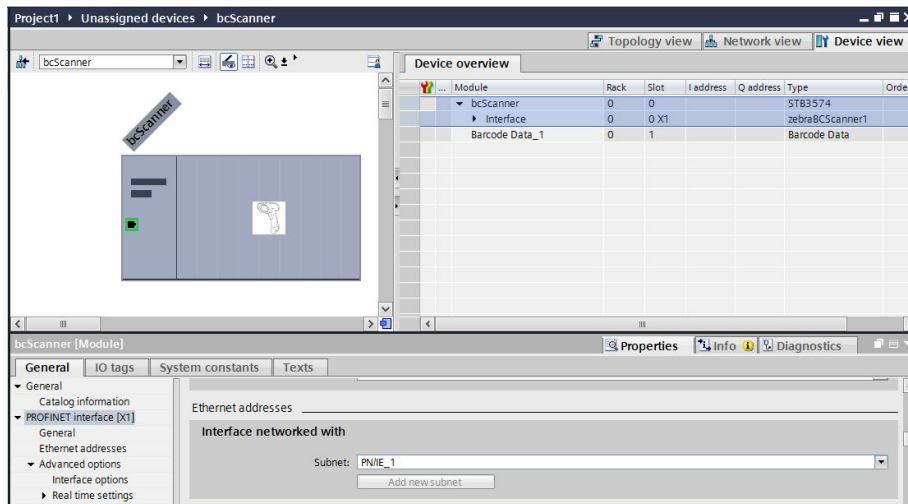 Project1 ▸ Unassigned devices ▸ bcScanner
Topology view Network view Device view
bcScanner
Device overview
... Module Rack Slot I address Q address Type Orde
bcScanner 0 0 STB3574
Interface 0 0 X1 zebraBCScanner1
Barcode Data_1 0 1 Barcode Data
bcScanner
bcScanner [Module]
Properties Info Diagnostics
General IO tags System constants Texts
General
Catalog information
PROFINET interface [X1]
General
Ethernet addresses
Advanced options
Interface options
Real time settings
Ethernet addresses
Interface networked with
Subnet: PN/IE_1
Add new subnet